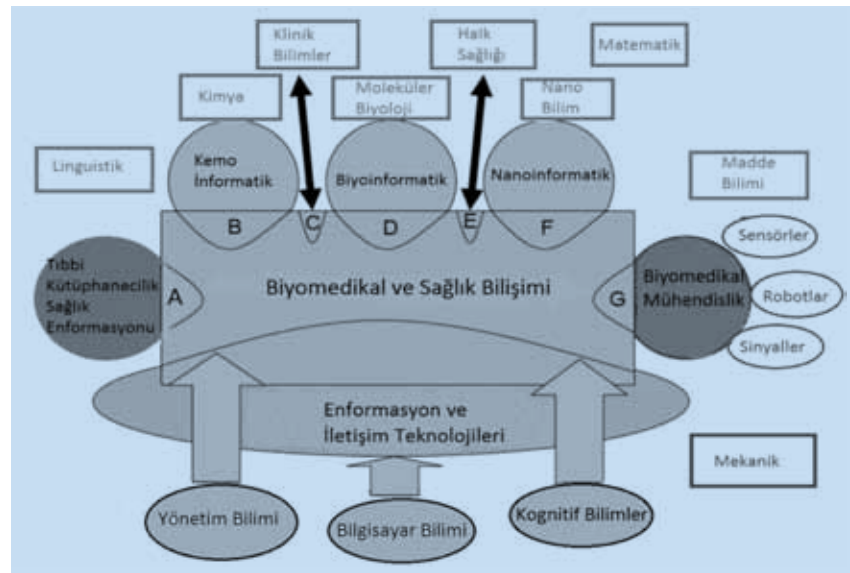 Klinik
Bilimler
Halk
Sağlığı
Matematik
Kimya
Moleküler
Biyoloji
Nano
Bilim
Linguistik
Kemo
İnformatik
Biyoinformatik
Nanoinformatik
Madde
Bilimi
B
C
D
E
F
Sensörler
Tıbbi
Kütüphanecilik
Sağlık
Enformasyonu
A
Biyomedikal ve Sağlık Bilişimi
G
Biyomedikal
Mühendislik
Robotlar
Sinyaller
Enformasyon ve
İletişim Teknolojileri
Mekanik
Yönetim Bilimi
Bilgisayar Bilimi
Kognitif Bilimler